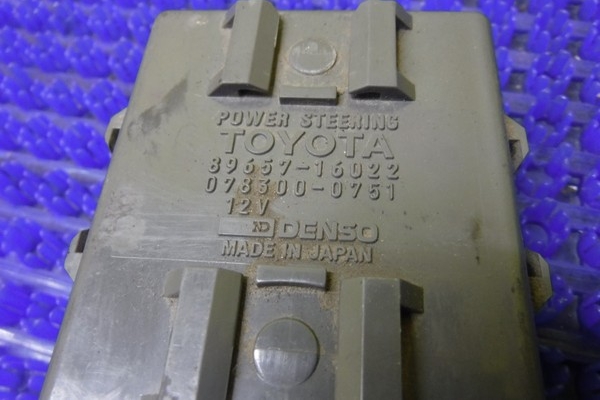 POWER STEERING
TOYOTA
89657-16022
078300-0751
12V
ND DENSO
MADE IN JAPAN